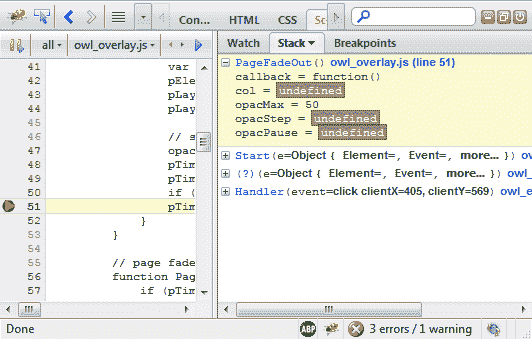 Con... HTML CSS Sc
all owl_overlay.js Watch Stack Breakpoints
41 var
42 pEle
43 pLay
44 pLay
45
46 // s
47 opac
48 pTim
49 pTim
50 if (
51 pTim
52 }
53 }
54
55 // page fade
56 function Pag
57 if (pTim
PageFadeOut() owl_overlay.js (line 51)
callback = function()
col = undefined
opacMax = 50
opacStep = undefined
opacPause = undefined
Start(e=Object { Element=, Event=, more... }) ov
(?)(e=Object { Element=, Event=, more... }) owl_
Handler(event=click clientX=405, clientY=569) owl_e
Done ABP 3 errors / 1 warning